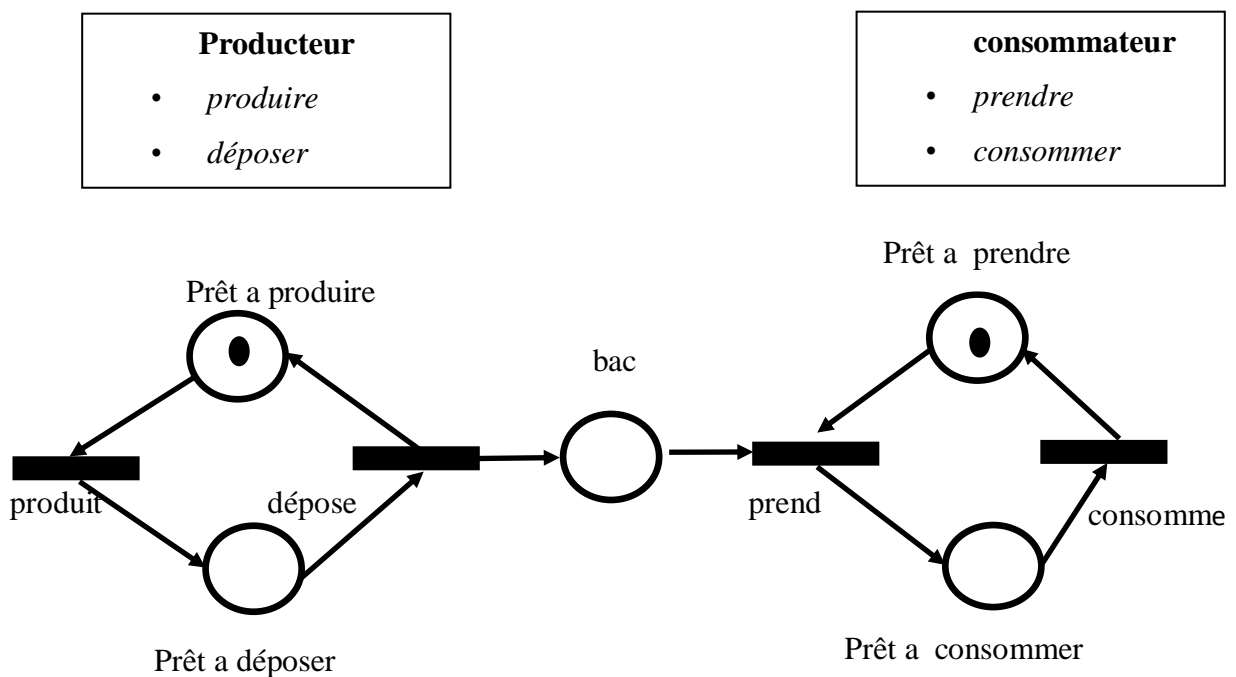 Producteur
• produire
• déposer
consommateur
• prendre
• consommer
Prêt a prendre
Prêt a produire
bac
produit
dépose
prend
consomme
Prêt a consommer
Prêt a déposer